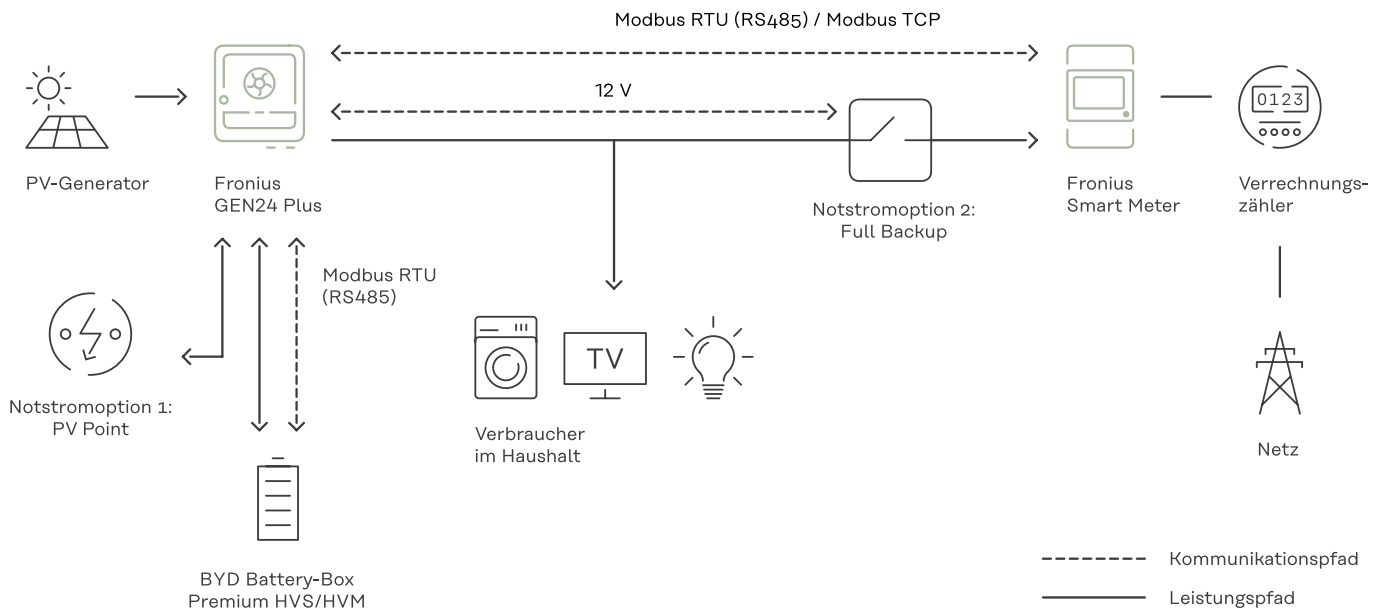 Modbus RTU (RS485) / Modbus TCP
12 V
0123
PV-Generator
Fronius
GEN24 Plus
Notstromoption 2:
Full Backup
Fronius
Smart Meter
Verrechnungs-
zähler
Modbus RTU
(RS485)
TV
Notstromoption 1:
PV Point
Verbraucher
im Haushalt
Netz
BYD Battery-Box
Premium HVS/HVM
Kommunikationspfad
Leistungspfad